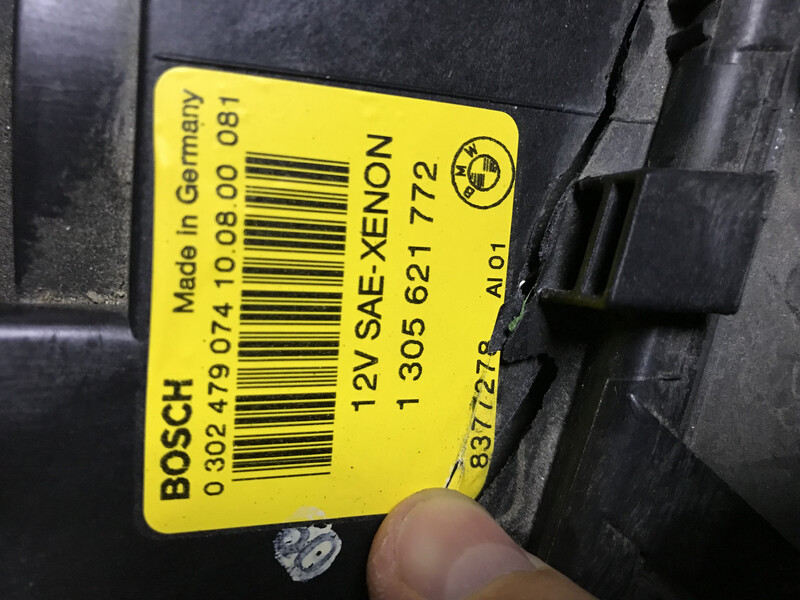 BOSCH Made in Germany
0 302 479 074 10.08.00 081
12V SAE-XENON
1 305 621 772
8377278 AI 01
BMW